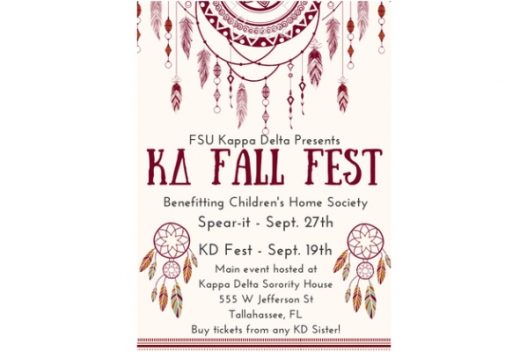 FSU Kappa Delta Presents
KΔ FALL FEST
Benefitting Children's Home Society
Spear-it - Sept. 27th
KD Fest - Sept. 19th
Main event hosted at
Kappa Delta Sorority House
555 W Jefferson St
Tallahassee, FL
Buy tickets from any KD Sister!